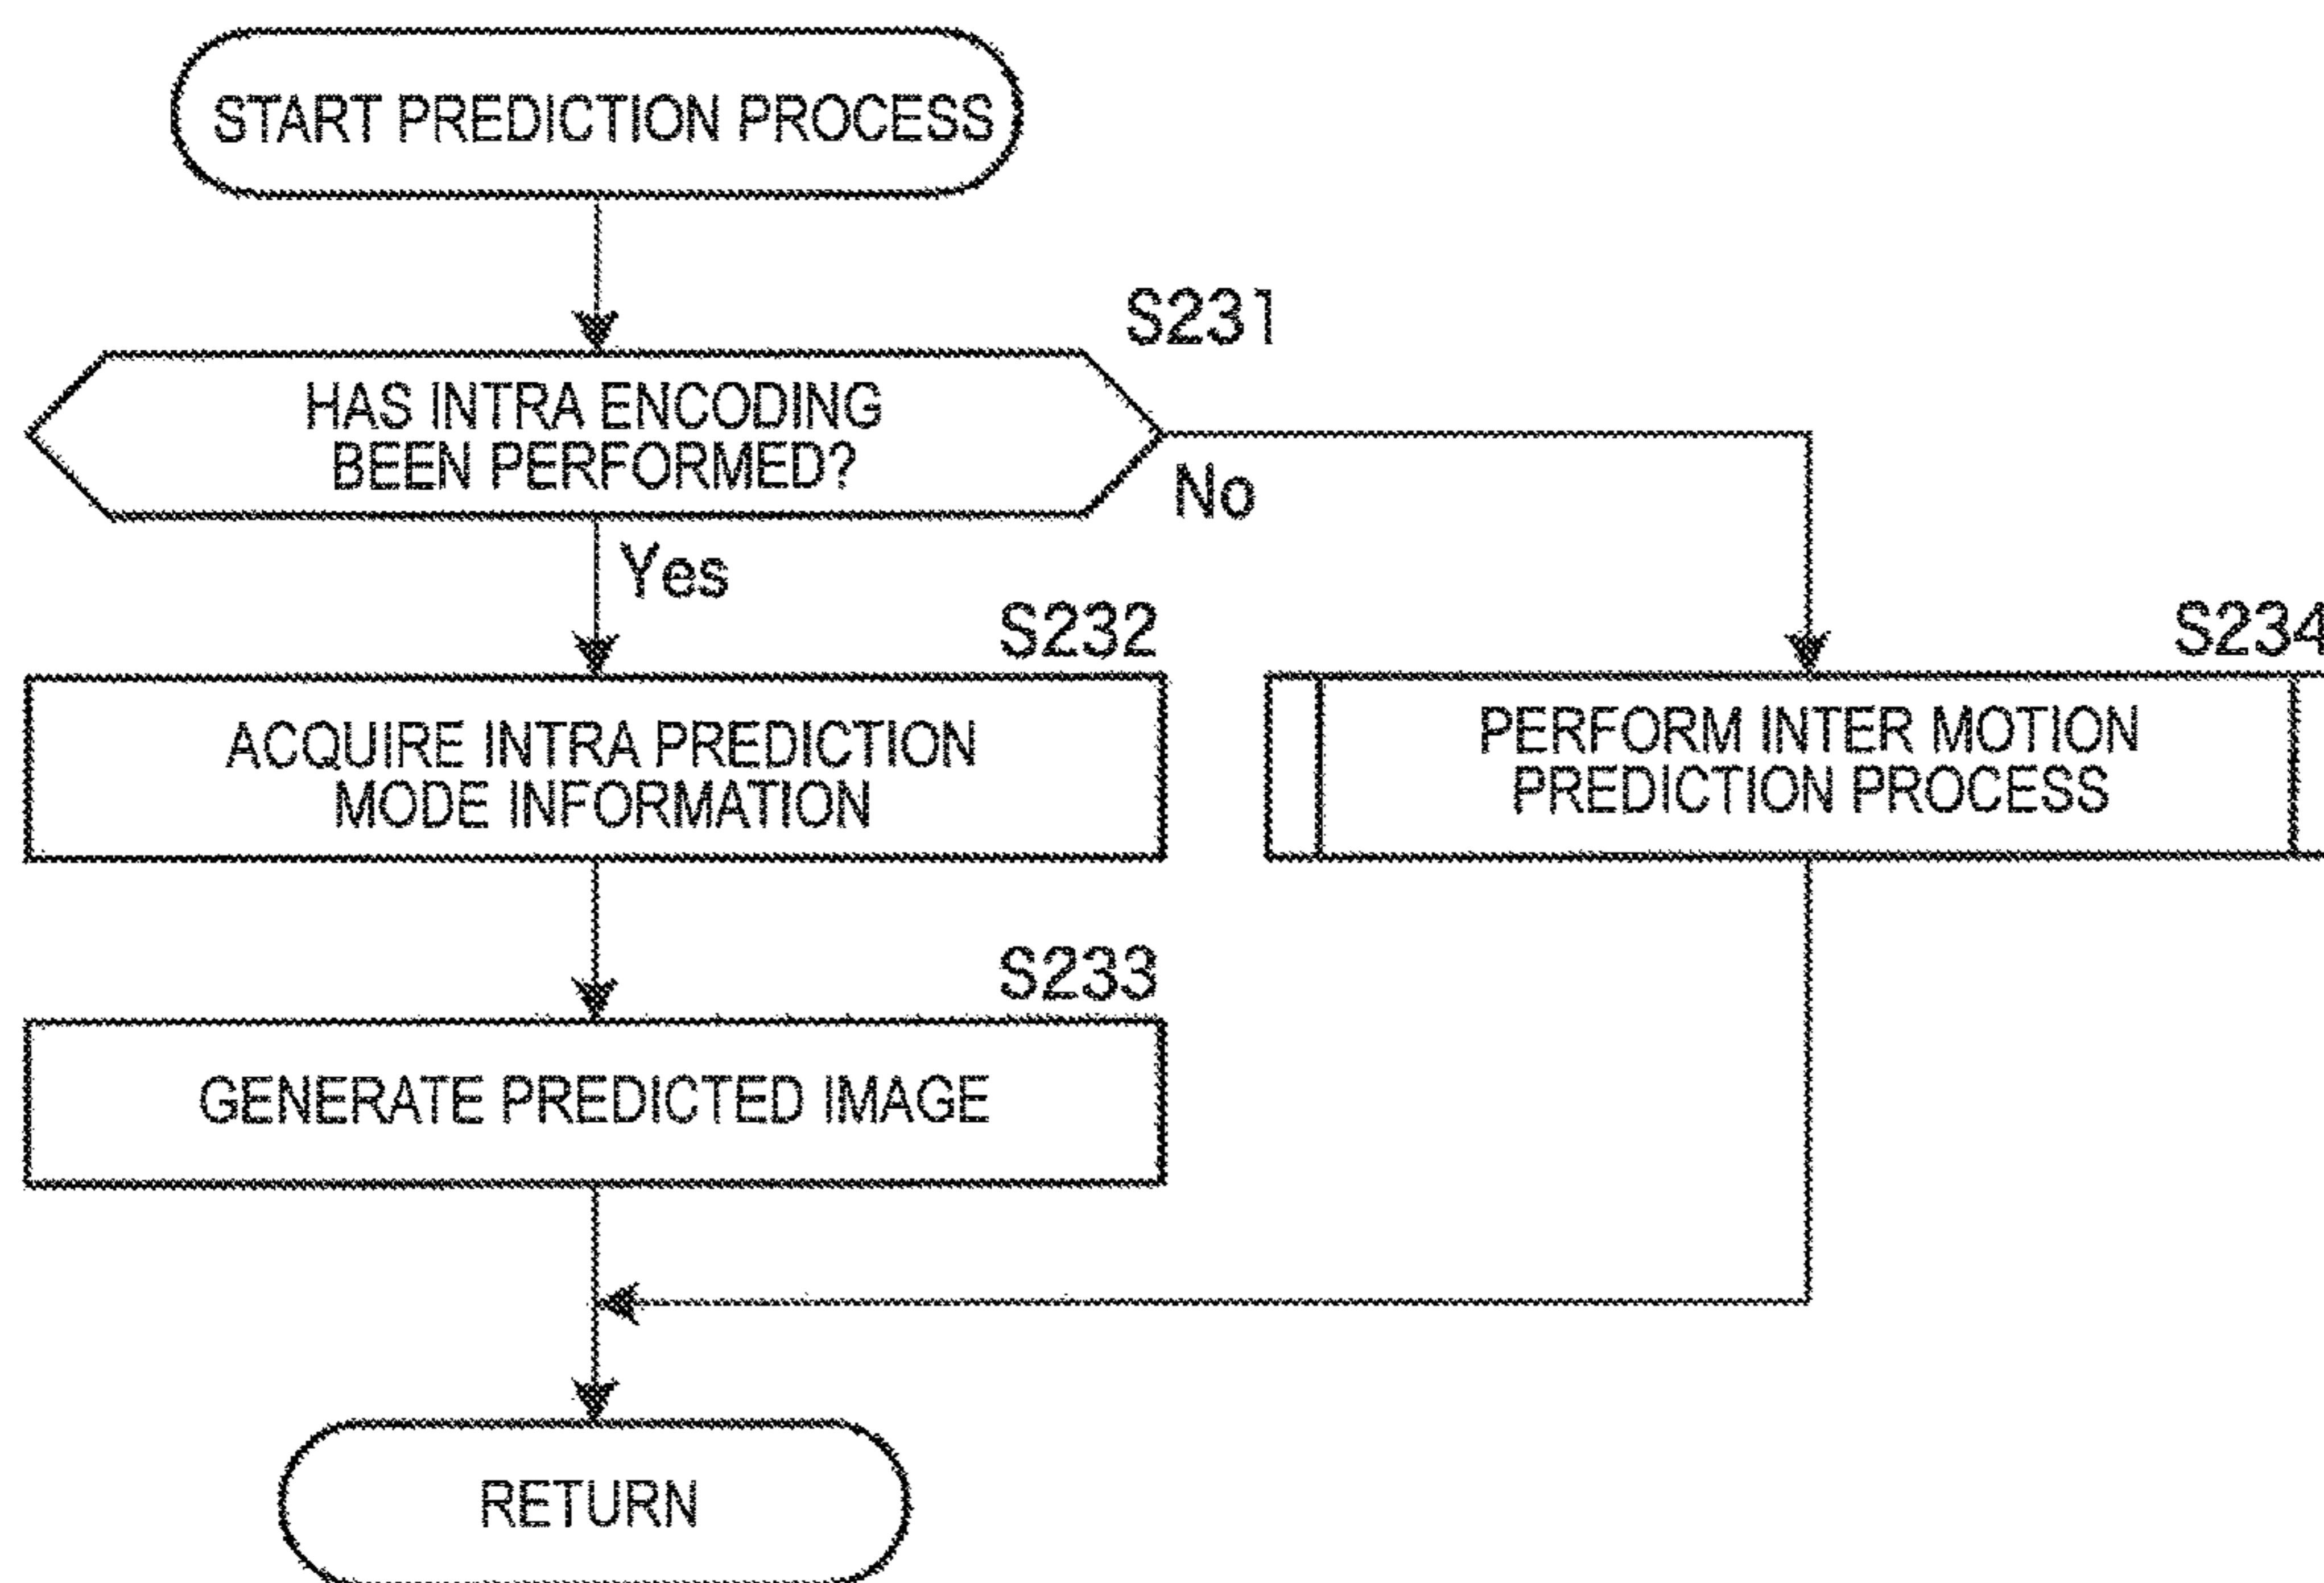 START PREDICTION PROCESS
S231
HAS INTRA ENCODING
BEEN PERFORMED?
No
Yes
S232
ACQUIRE INTRA PREDICTION
MODE INFORMATION
S234
PERFORM INTER MOTION
PREDICTION PROCESS
S233
GENERATE PREDICTED IMAGE
RETURN